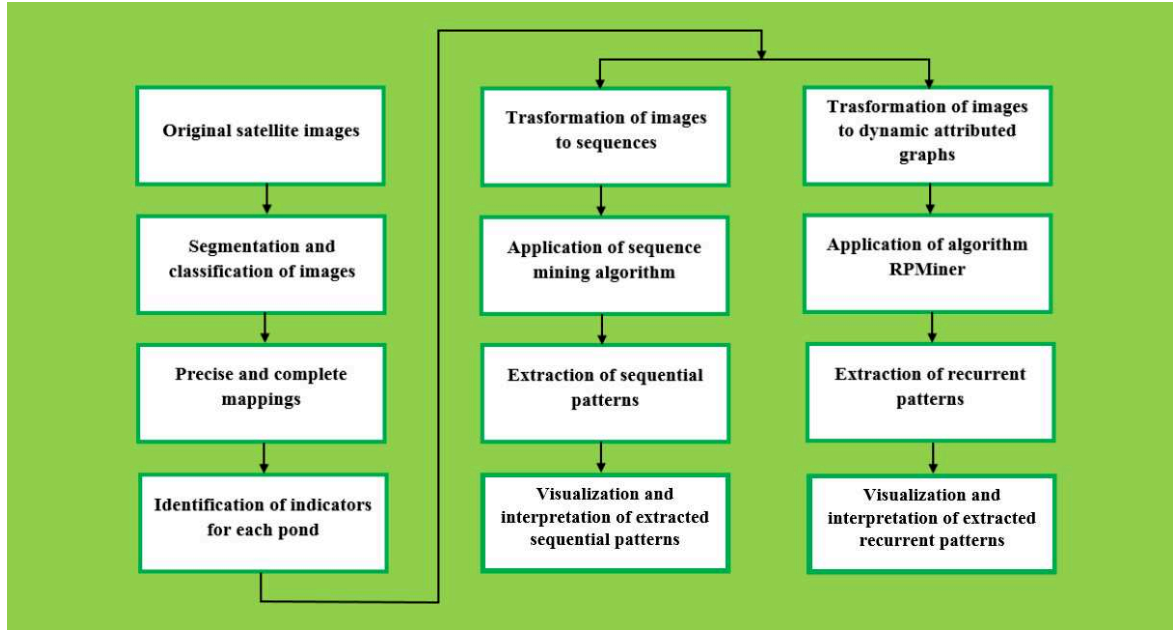 Original satellite images
Segmentation and
classification of images
Precise and complete
mappings
Identification of indicators
for each pond
Trasformation of images
to sequences
Application of sequence
mining algorithm
Extraction of sequential
patterns
Visualization and
interpretation of extracted
sequential patterns
Trasformation of images
to dynamic attributed
graphs
Application of algorithm
RPMiner
Extraction of recurrent
patterns
Visualization and
interpretation of extracted
recurrent patterns